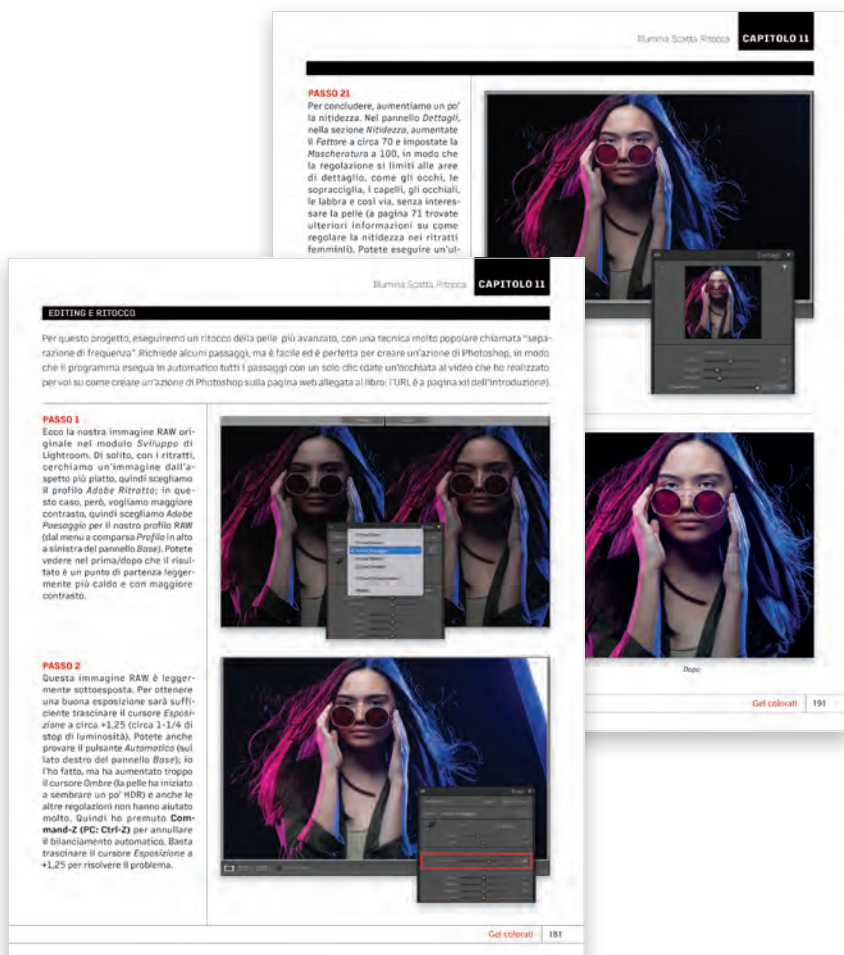 Illumina. Scatta. Ritocca. CAPITOLO 11
PASSO 21
Per concludere, aumentiamo un po'
la nitidezza. Nel pannello Dettagli,
nella sezione Nitidezza, aumentate
il Fattore a circa 70 e impostate la
Mascheratura a 100, in modo che
la regolazione si limiti alle aree
di dettaglio, come gli occhi, le
sopracciglia, i capelli, gli occhiali,
le labbra e così via, senza interes-
sare la pelle (a pagina 71 trovate
ulteriori informazioni su come
regolare la nitidezza nei ritratti
femminili). Potete eseguire un'ul-
Dettagli
Dopo
Gel colorati 191
Illumina. Scatta. Ritocca. CAPITOLO 11
EDITING E RITOCCO
Per questo progetto, eseguiremo un ritocco della pelle più avanzato, con una tecnica molto popolare chiamata "sepa-
razione di frequenza". Richiede alcuni passaggi, ma è facile ed è perfetta per creare un'azione di Photoshop, in modo
che il programma esegua in automatico tutti i passaggi con un solo clic (date un'occhiata al video che ho realizzato
per voi su come creare un'azione di Photoshop sulla pagina web allegata al libro; l'URL è a pagina xii dell'introduzione).
PASSO 1
Ecco la nostra immagine RAW ori-
ginale nel modulo Sviluppo di
Lightroom. Di solito, con i ritratti,
cerchiamo un'immagine dall'a-
spetto più piatto, quindi scegliamo
il profilo Adobe Ritratto; in que-
sto caso, però, vogliamo maggiore
contrasto, quindi scegliamo Adobe
Paesaggio per il nostro profilo RAW
(dal menu a comparsa Profilo in alto
a sinistra del pannello Base). Potete
vedere nel prima/dopo che il risul-
tato è un punto di partenza legger-
mente più caldo e con maggiore
contrasto.
PASSO 2
Questa immagine RAW è legger-
mente sottoesposta. Per ottenere
una buona esposizione sarà suffi-
ciente trascinare il cursore Esposi-
zione a circa +1,25 (circa 1-1/4 di
stop di luminosità). Potete anche
provare il pulsante Automatico (sul
lato destro del pannello Base); io
l'ho fatto, ma ha aumentato troppo
il cursore Ombre (la pelle ha iniziato
a sembrare un po' HDR) e anche le
altre regolazioni non hanno aiutato
molto. Quindi ho premuto Com-
mand-Z (PC: Ctrl-Z) per annullare
il bilanciamento automatico. Basta
trascinare il cursore Esposizione a
+1,25 per risolvere il problema.
Gel colorati 181